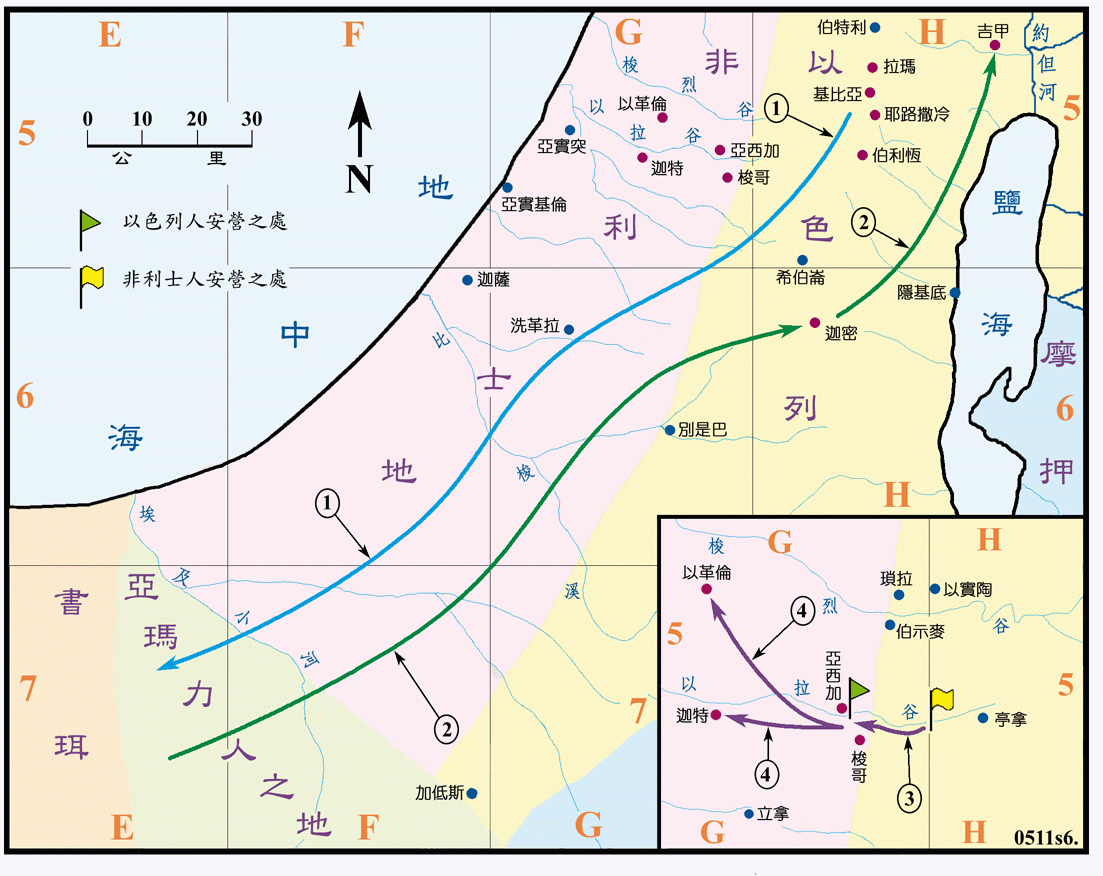 E
F
G
H
伯特利
吉甲
約但河
梭烈谷
非利士地
以色列
拉瑪
基比亞
耶路撒冷
0 10 20 30
公里
5
5
以革倫
①
以拉谷
亞實突
亞西加
伯利恆
迦特
梭哥
N
地中海
亞實基倫
鹽海
以色列人安營之處
②
希伯崙
非利士人安營之處
迦薩
隱基底
洗革拉
迦密
比梭溪
摩押
6
6
別是巴
①
H
埃及小河
書珥
亞瑪力人之地
7
7
②
加低斯
E
F
G
梭烈谷
G
H
以革倫
瑣拉
以實陶
④
伯示麥
5
5
亞西加
以拉谷
迦特
亭拿
梭哥
④
③
立拿
G
H
0511s6.